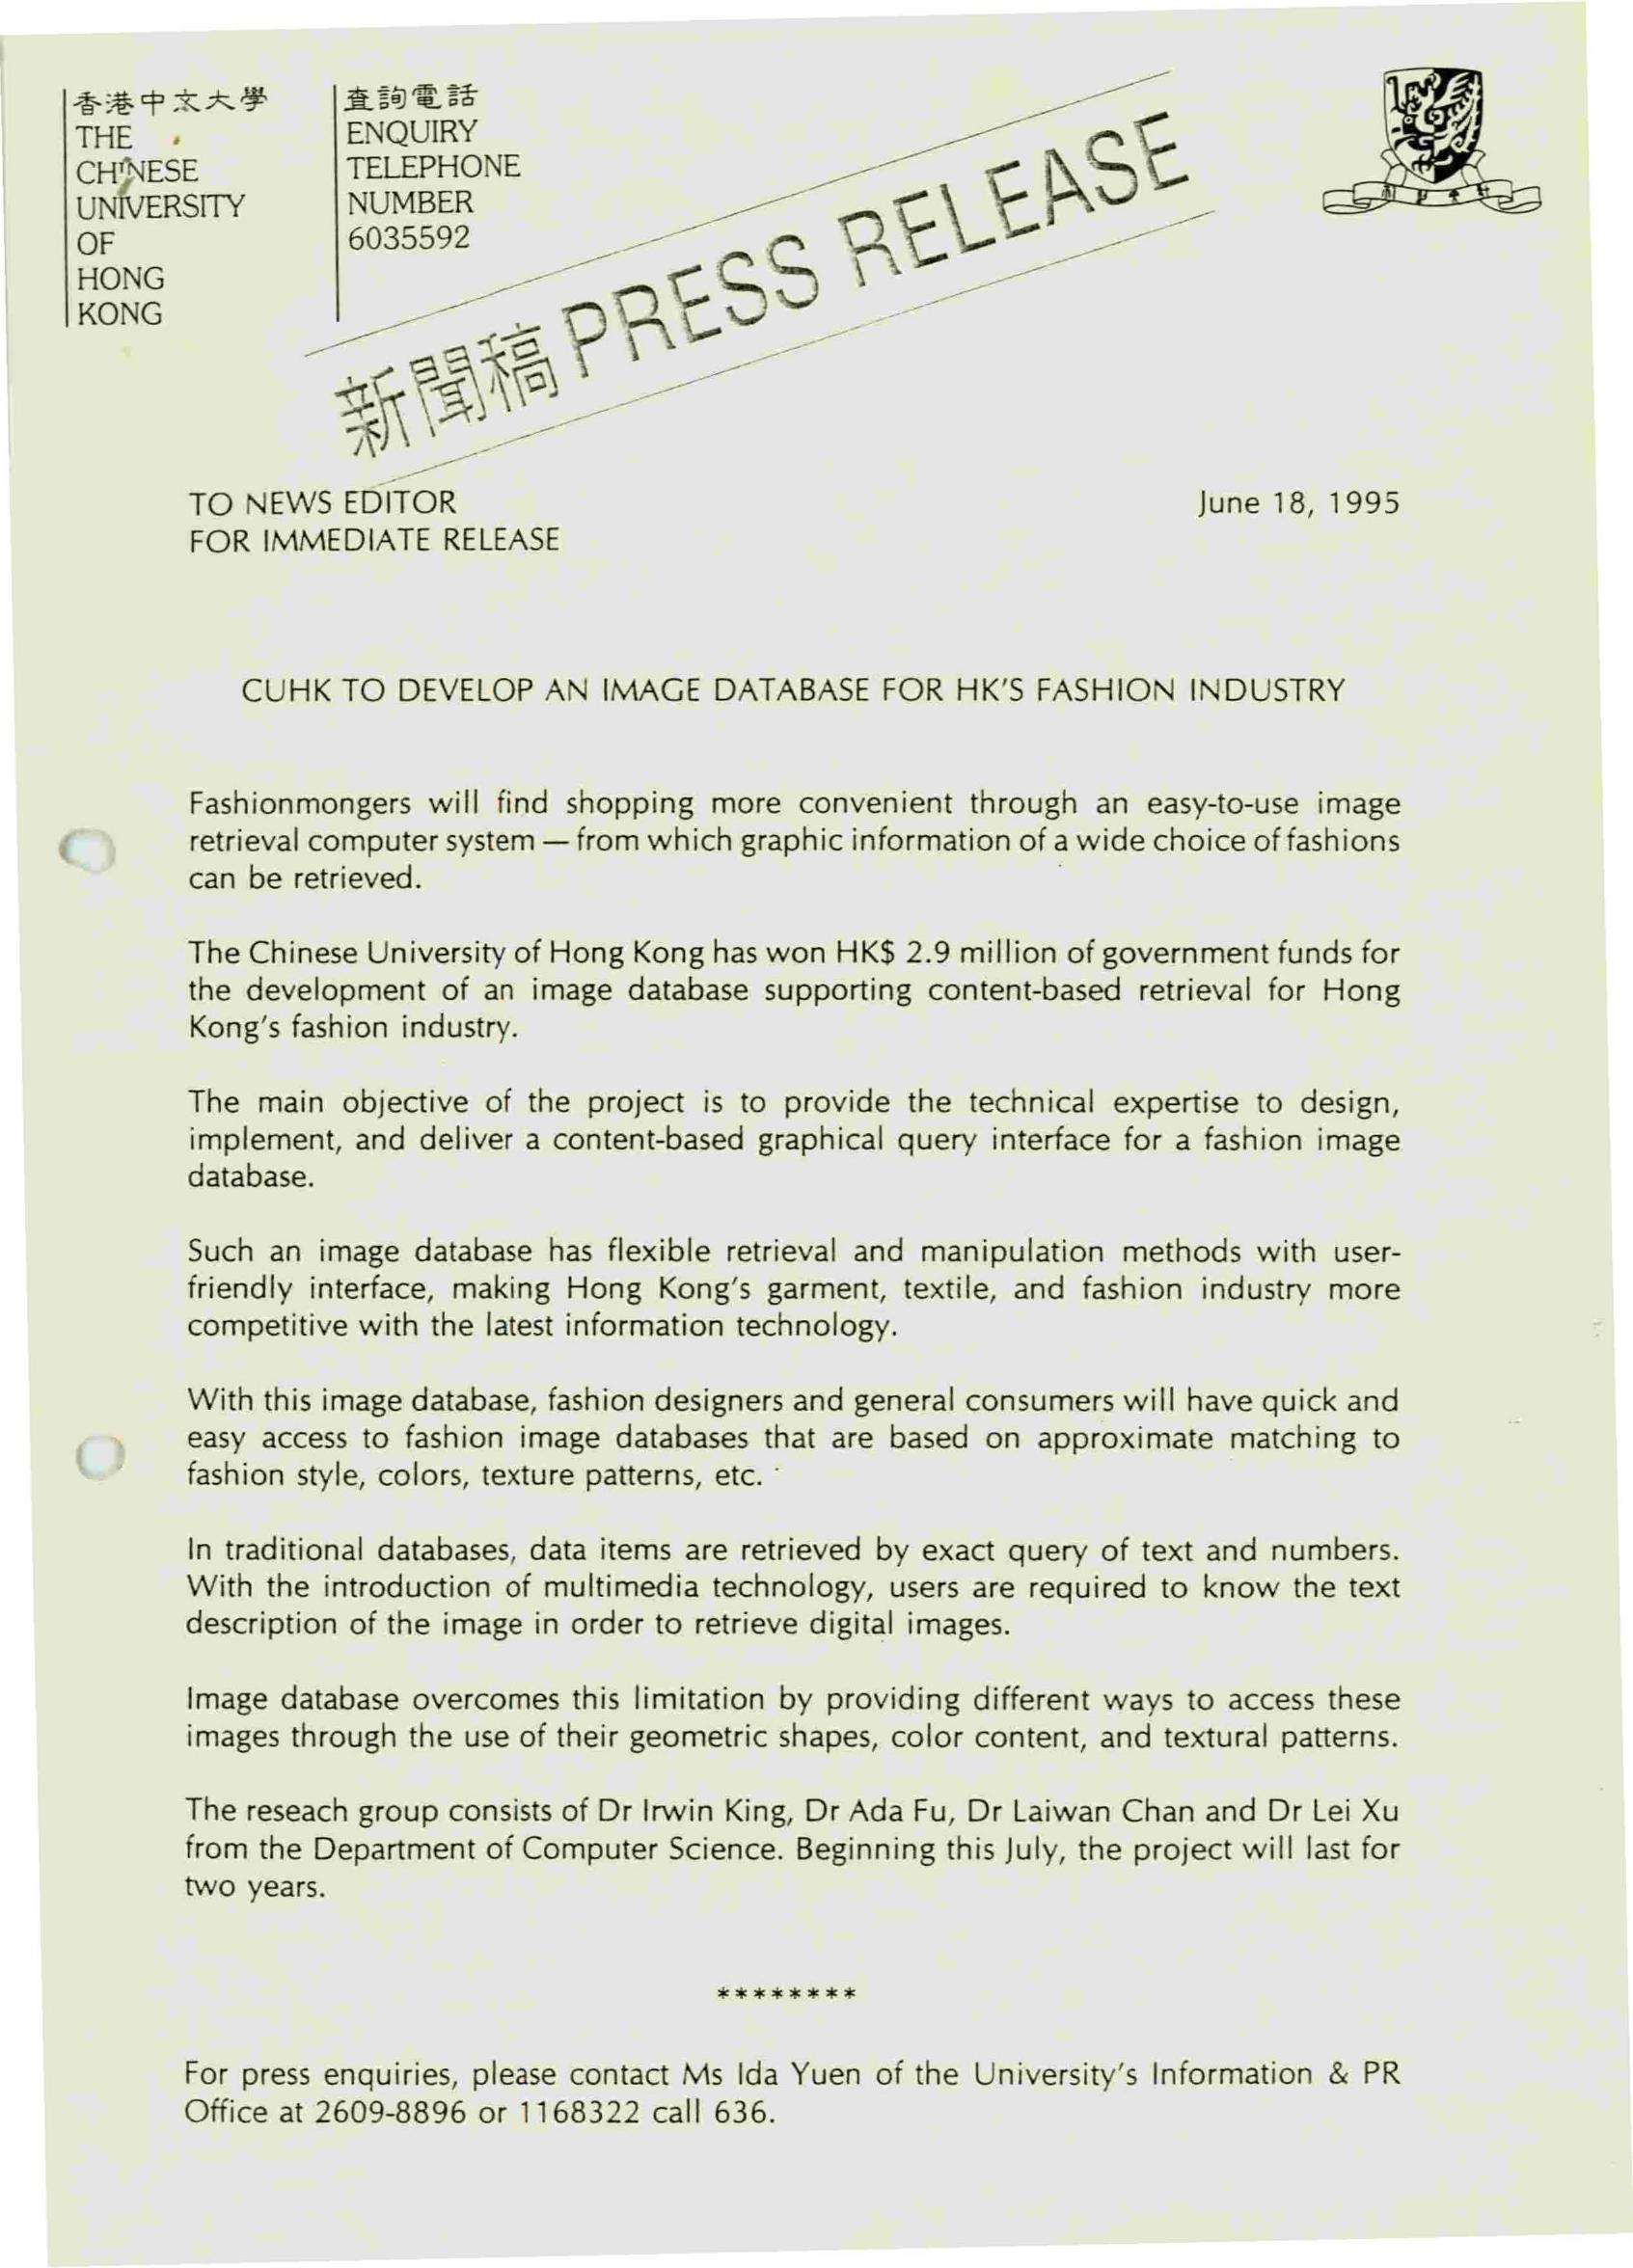 香港中文大學
THE
CHINESE
UNIVERSITY
OF
HONG
KONG
查詢電話
ENQUIRY
TELEPHONE
NUMBER
6035592
新聞稿 PRESS RELEASE
TO NEWS EDITOR
FOR IMMEDIATE RELEASE
June 18, 1995
CUHK TO DEVELOP AN IMAGE DATABASE FOR HK'S FASHION INDUSTRY
Fashionmongers will find shopping more convenient through an easy-to-use image
retrieval computer system — from which graphic information of a wide choice of fashions
can be retrieved.
The Chinese University of Hong Kong has won HK$ 2.9 million of government funds for
the development of an image database supporting content-based retrieval for Hong
Kong's fashion industry.
The main objective of the project is to provide the technical expertise to design,
implement, and deliver a content-based graphical query interface for a fashion image
database.
Such an image database has flexible retrieval and manipulation methods with user-
friendly interface, making Hong Kong's garment, textile, and fashion industry more
competitive with the latest information technology.
With this image database, fashion designers and general consumers will have quick and
easy access to fashion image databases that are based on approximate matching to
fashion style, colors, texture patterns, etc.
In traditional databases, data items are retrieved by exact query of text and numbers.
With the introduction of multimedia technology, users are required to know the text
description of the image in order to retrieve digital images.
Image database overcomes this limitation by providing different ways to access these
images through the use of their geometric shapes, color content, and textural patterns.
The reseach group consists of Dr Irwin King, Dr Ada Fu, Dr Laiwan Chan and Dr Lei Xu
from the Department of Computer Science. Beginning this July, the project will last for
two years.
********
For press enquiries, please contact Ms Ida Yuen of the University's Information & PR
Office at 2609-8896 or 1168322 call 636.